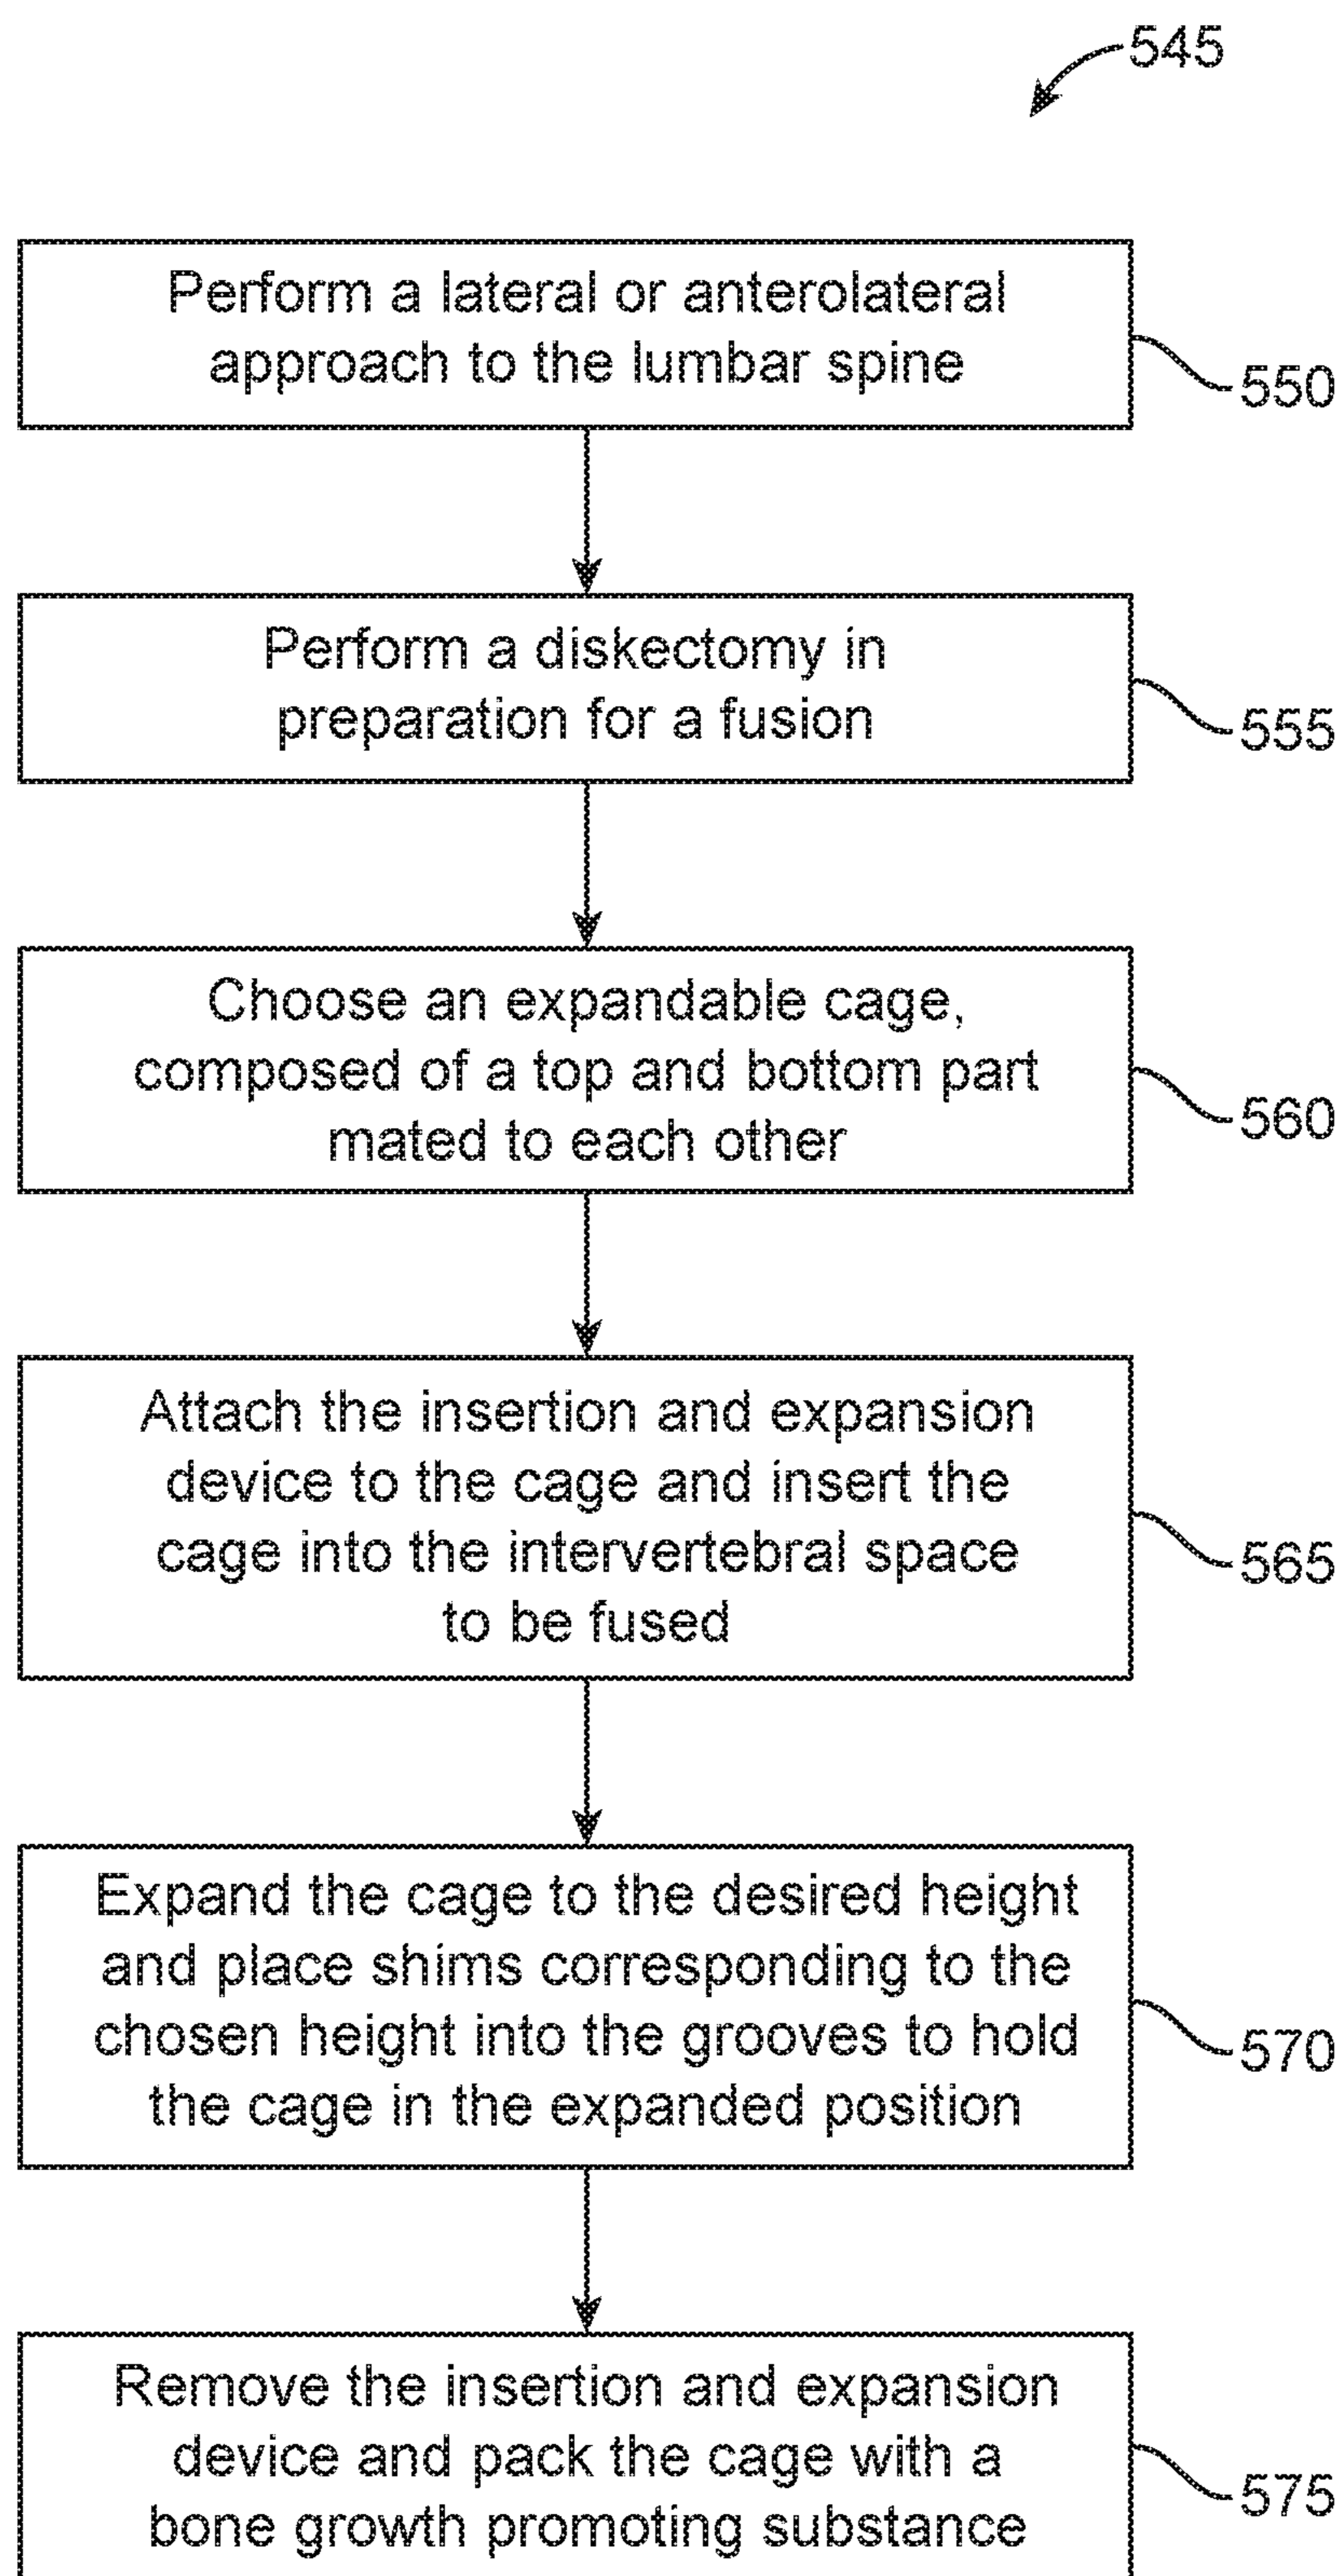 545
Perform a lateral or anterolateral
approach to the lumbar spine
550
Perform a diskectomy in
preparation for a fusion
555
Choose an expandable cage,
composed of a top and bottom part
mated to each other
560
Attach the insertion and expansion
device to the cage and insert the
cage into the intervertebral space
to be fused
565
Expand the cage to the desired height
and place shims corresponding to the
chosen height into the grooves to hold
the cage in the expanded position
570
Remove the insertion and expansion
device and pack the cage with a
bone growth promoting substance
575